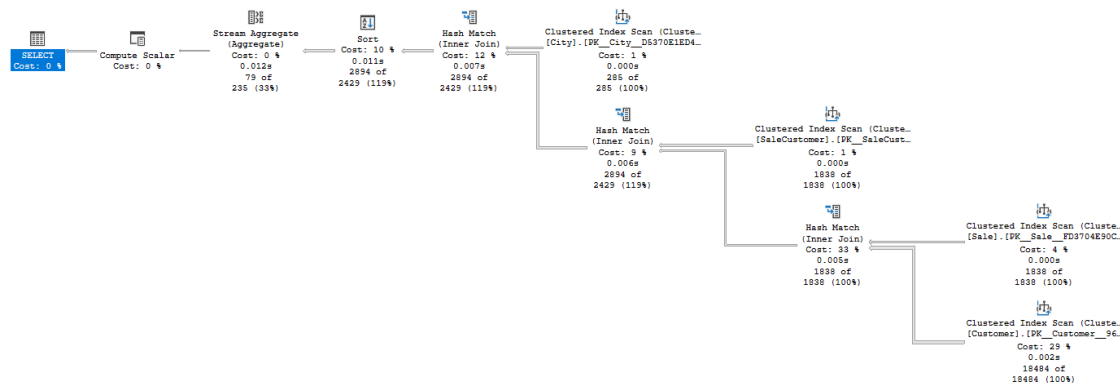 SELECT
Cost: 0 %
Compute Scalar
Cost: 0 %
Stream Aggregate
(Aggregate)
Cost: 0 %
0.012s
79 of
235 (33%)
Sort
Cost: 10 %
0.011s
2894 of
2429 (119%)
Hash Match
(Inner Join)
Cost: 12 %
0.007s
2894 of
2429 (119%)
Clustered Index Scan (Cluste…
[City].[PK__City__D5370E1ED4…
Cost: 1 %
0.000s
285 of
285 (100%)
Hash Match
(Inner Join)
Cost: 9 %
0.006s
2894 of
2429 (119%)
Clustered Index Scan (Cluste…
[SaleCustomer].[PK__SaleCust…
Cost: 1 %
0.000s
1838 of
1838 (100%)
Hash Match
(Inner Join)
Cost: 33 %
0.005s
1838 of
1838 (100%)
Clustered Index Scan (Cluste…
[Sale].[PK__Sale__FD3704E90C…
Cost: 4 %
0.000s
1838 of
1838 (100%)
Clustered Index Scan (Cluste…
[Customer].[PK__Customer__96…
Cost: 29 %
0.002s
18484 of
18484 (100%)